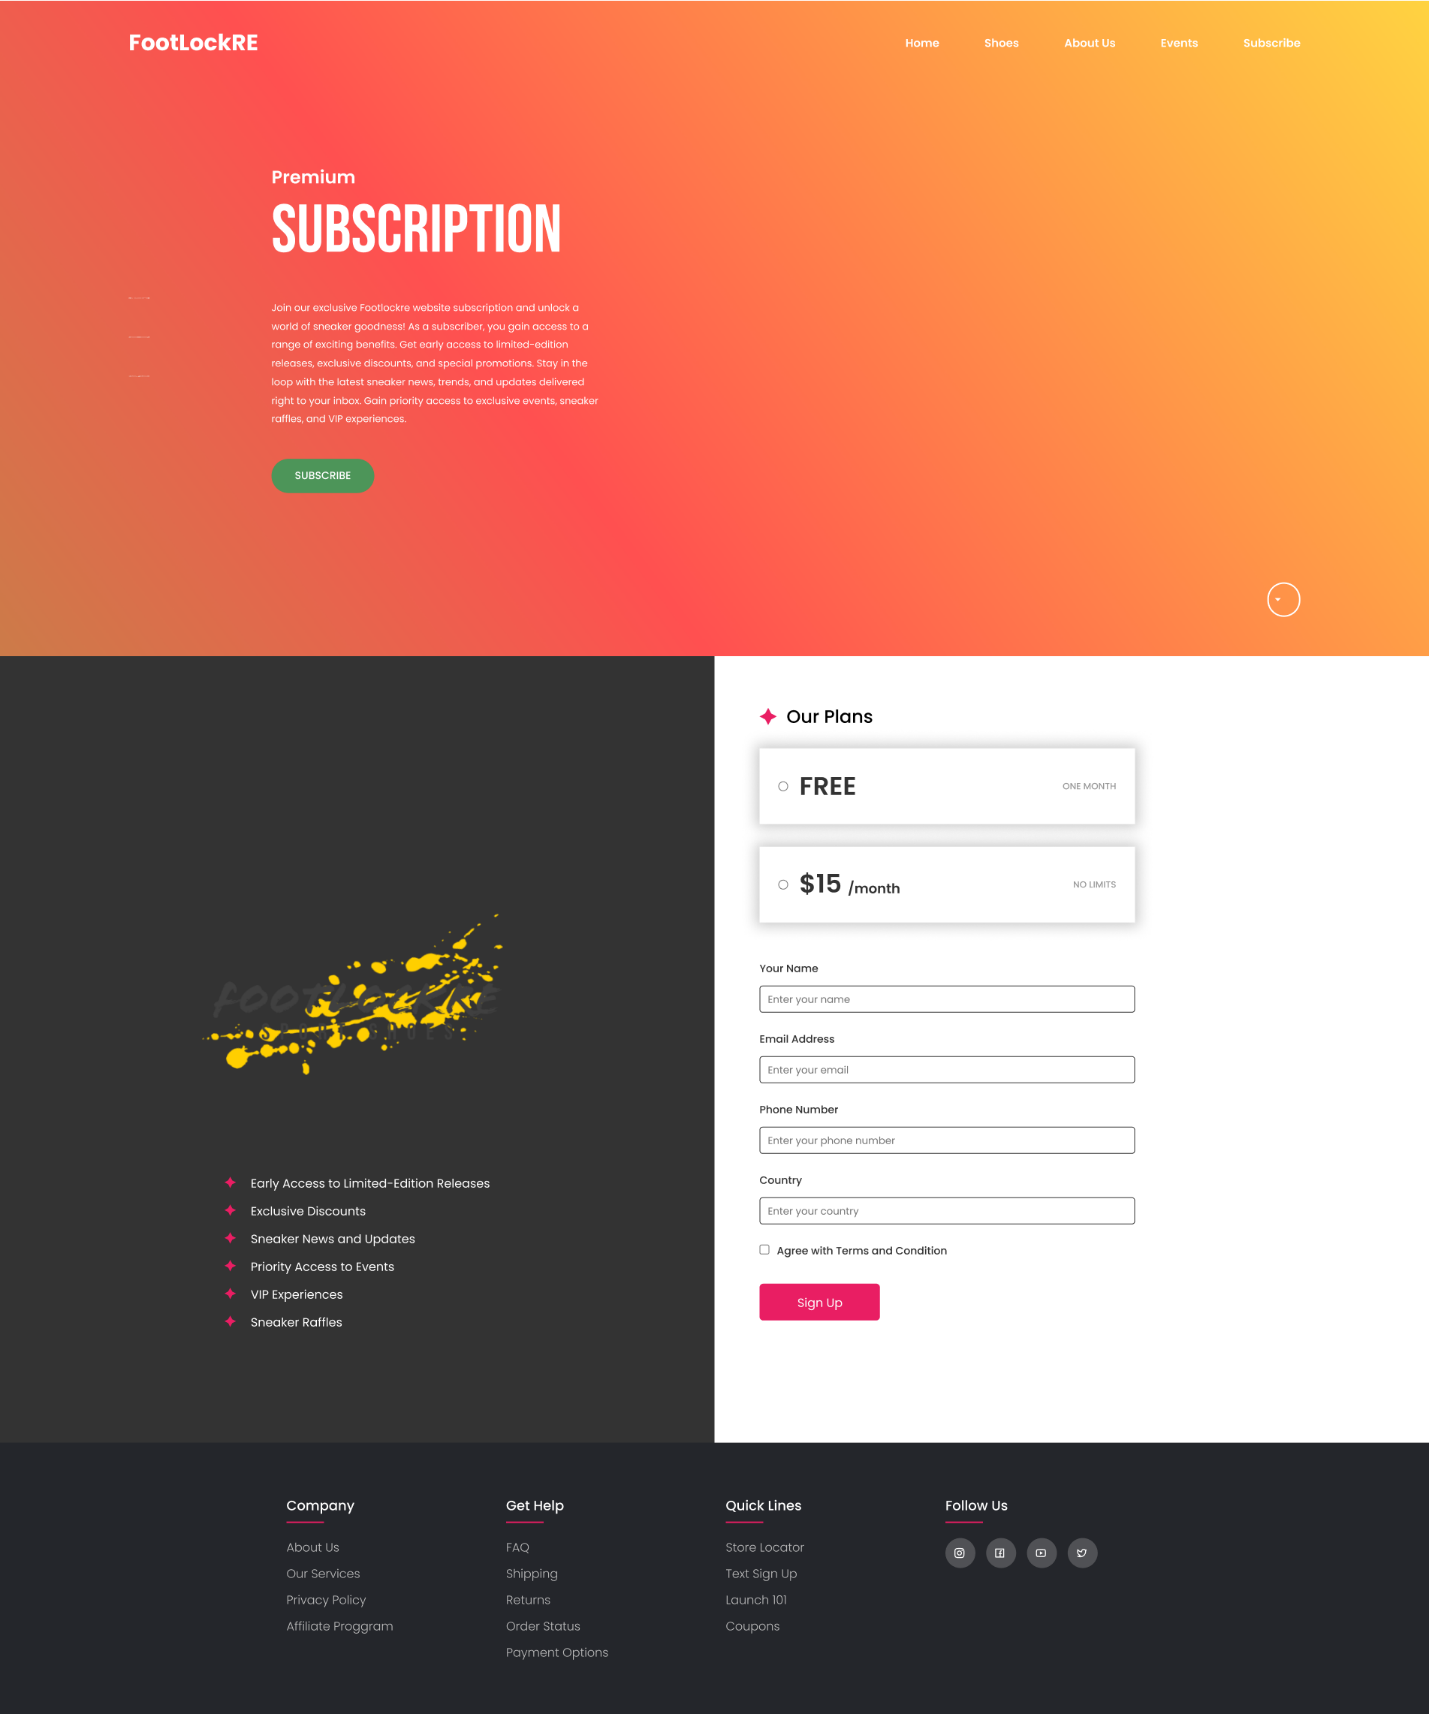 FootLockRE
Home
Shoes
About Us
Events
Subscribe
Premium
SUBSCRIPTION
Join our exclusive Footlockre website subscription and unlock a
world of sneaker goodness! As a subscriber, you gain access to a
range of exciting benefits. Get early access to limited-edition
releases, exclusive discounts, and special promotions. Stay in the
loop with the latest sneaker news, trends, and updates delivered
right to your inbox. Gain priority access to exclusive events, sneaker
raffles, and VIP experiences.
SUBSCRIBE
FOOTLOCKRE
Early Access to Limited-Edition Releases
Exclusive Discounts
Sneaker News and Updates
Priority Access to Events
VIP Experiences
Sneaker Raffles
Our Plans
FREE
ONE MONTH
$15 /month
NO LIMITS
Your Name
Enter your name
Email Address
Enter your email
Phone Number
Enter your phone number
Country
Enter your country
Agree with Terms and Condition
Sign Up
Company
About Us
Our Services
Privacy Policy
Affiliate Proggram
Get Help
FAQ
Shipping
Returns
Order Status
Payment Options
Quick Lines
Store Locator
Text Sign Up
Launch 101
Coupons
Follow Us